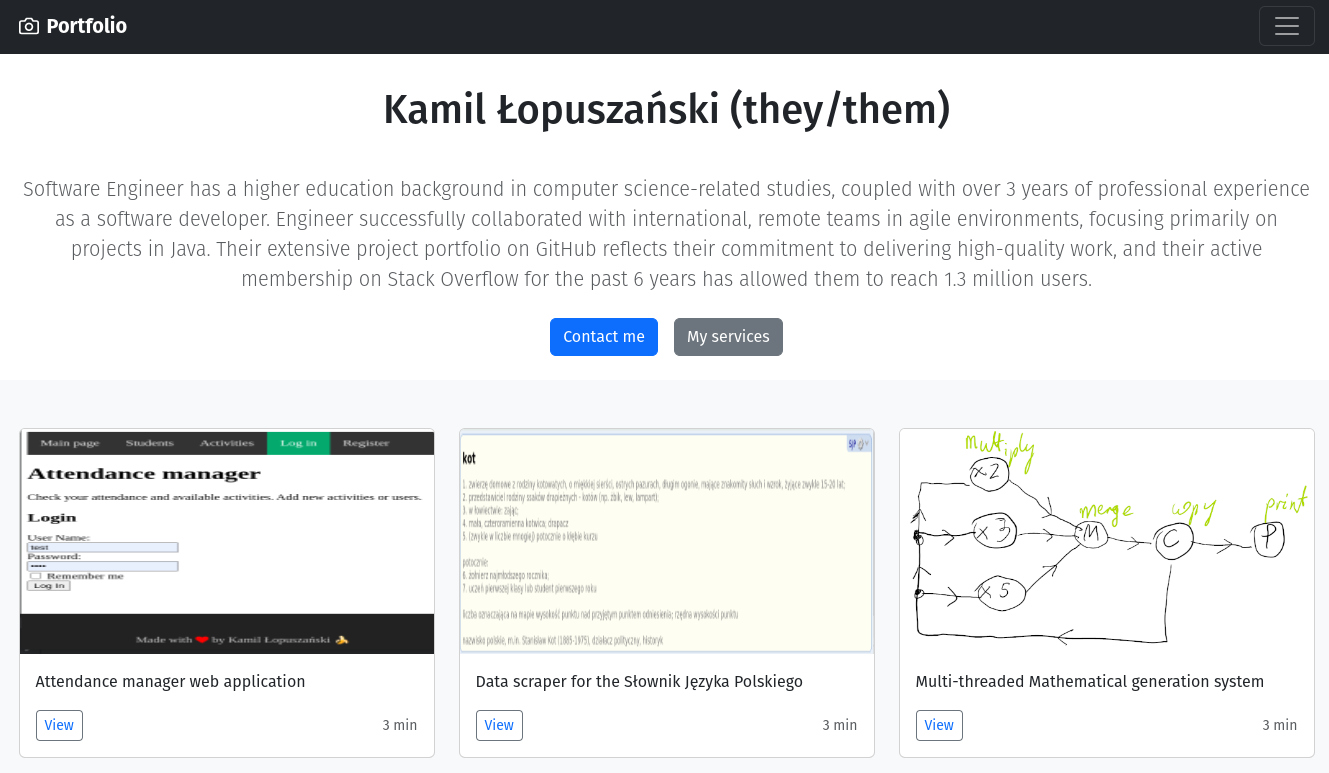 Portfolio
Kamil Łopuszański (they/them)
Software Engineer has a higher education background in computer science-related studies, coupled with over 3 years of professional experience
as a software developer. Engineer successfully collaborated with international, remote teams in agile environments, focusing primarily on
projects in Java. Their extensive project portfolio on GitHub reflects their commitment to delivering high-quality work, and their active
membership on Stack Overflow for the past 6 years has allowed them to reach 1.3 million users.
Contact me My services
Main page Students Activities Log in Register
Attendance manager
Check your attendance and available activities. Add new activities or users.
Login
User Name:
test
Password:
••••
Remember me
Log In
Made with ❤ by Kamil Łopuszański 🍌
Attendance manager web application
View 3 min
SJP
kot
1. zwierzę domowe z rodziny kotowatych, o miękkiej sierści, ostrych pazurach, długim ogonie, mające znakomity słuch i wzrok, żyjące zwykle 15-20 lat;
2. przedstawiciel rodziny ssaków drapieżnych - kotów (np. żbik, lew, lampart);
3. w łowiectwie: zając;
4. mała, czteroramienna kotwica; drapacz
5. (zwykle w liczbie mnogiej) potocznie o kłębie kurzu
potocznie:
6. żołnierz najmłodszego rocznika;
7. uczeń pierwszej klasy lub student pierwszego roku
liczba oznaczająca na mapie wysokość punktu nad przyjętym punktem odniesienia; rzędna wysokości punktu
nazwisko polskie, m.in. Stanisław Kot (1885-1975), działacz polityczny, historyk
Data scraper for the Słownik Języka Polskiego
View 3 min
multiply
x2
merge copy print
x3 M C P
x5
Multi-threaded Mathematical generation system
View 3 min